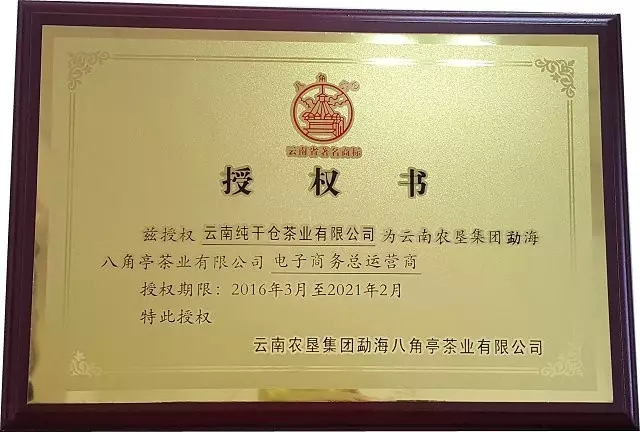 八角亭
云南省著名商标
授权书
兹授权 云南纯干仓茶业有限公司 为云南农垦集团勐海
八角亭茶业有限公司 电子商务总运营商
授权期限：2016年3月至2021年2月
特此授权
云南农垦集团勐海八角亭茶业有限公司